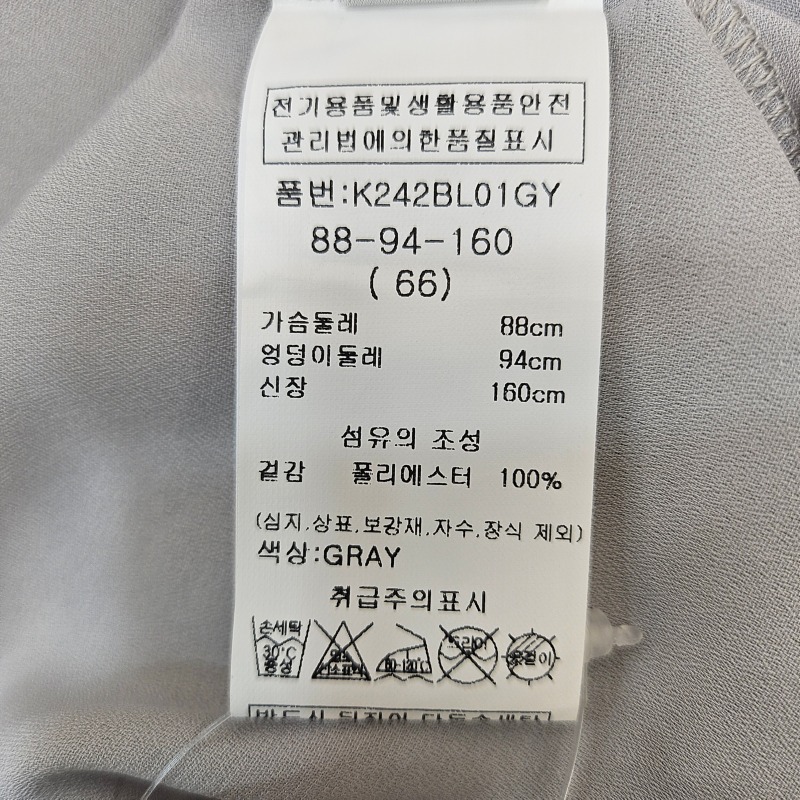 전기용품및생활용품안전
관리법에의한품질표시
품번:K242BL01GY
88-94-160
(66)
가슴둘레 88cm
엉덩이둘레 94cm
신장 160cm
섬유의 조성
겉감 폴리에스터 100%
(심지,상표,보강재,자수,장식 제외)
색상:GRAY
취급주의표시
손세탁
30°C
중성
드라이
옷걸이